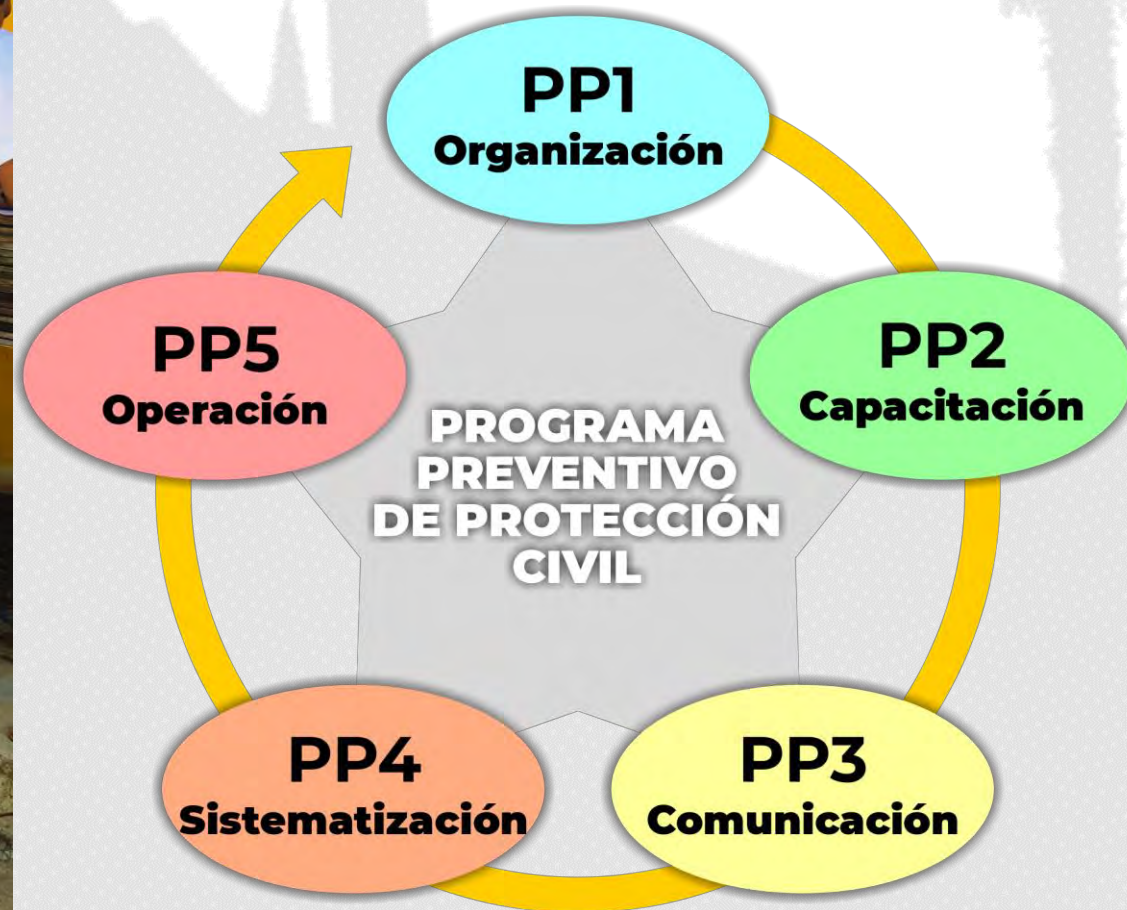 PP1
Organización
PP2
Capacitación
PP3
Comunicación
PP4
Sistematización
PP5
Operación
PROGRAMA
PREVENTIVO
DE PROTECCIÓN
CIVIL